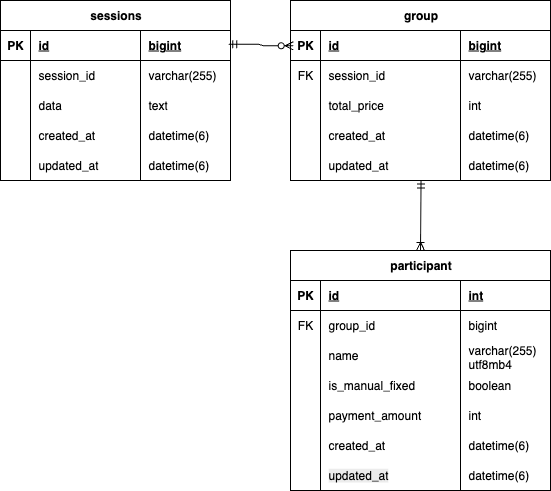 sessions
PK id bigint
session_id varchar(255)
data text
created_at datetime(6)
updated_at datetime(6)
group
PK id bigint
FK session_id varchar(255)
total_price int
created_at datetime(6)
updated_at datetime(6)
participant
PK id int
FK group_id bigint
name varchar(255)
utf8mb4
is_manual_fixed boolean
payment_amount int
created_at datetime(6)
updated_at datetime(6)